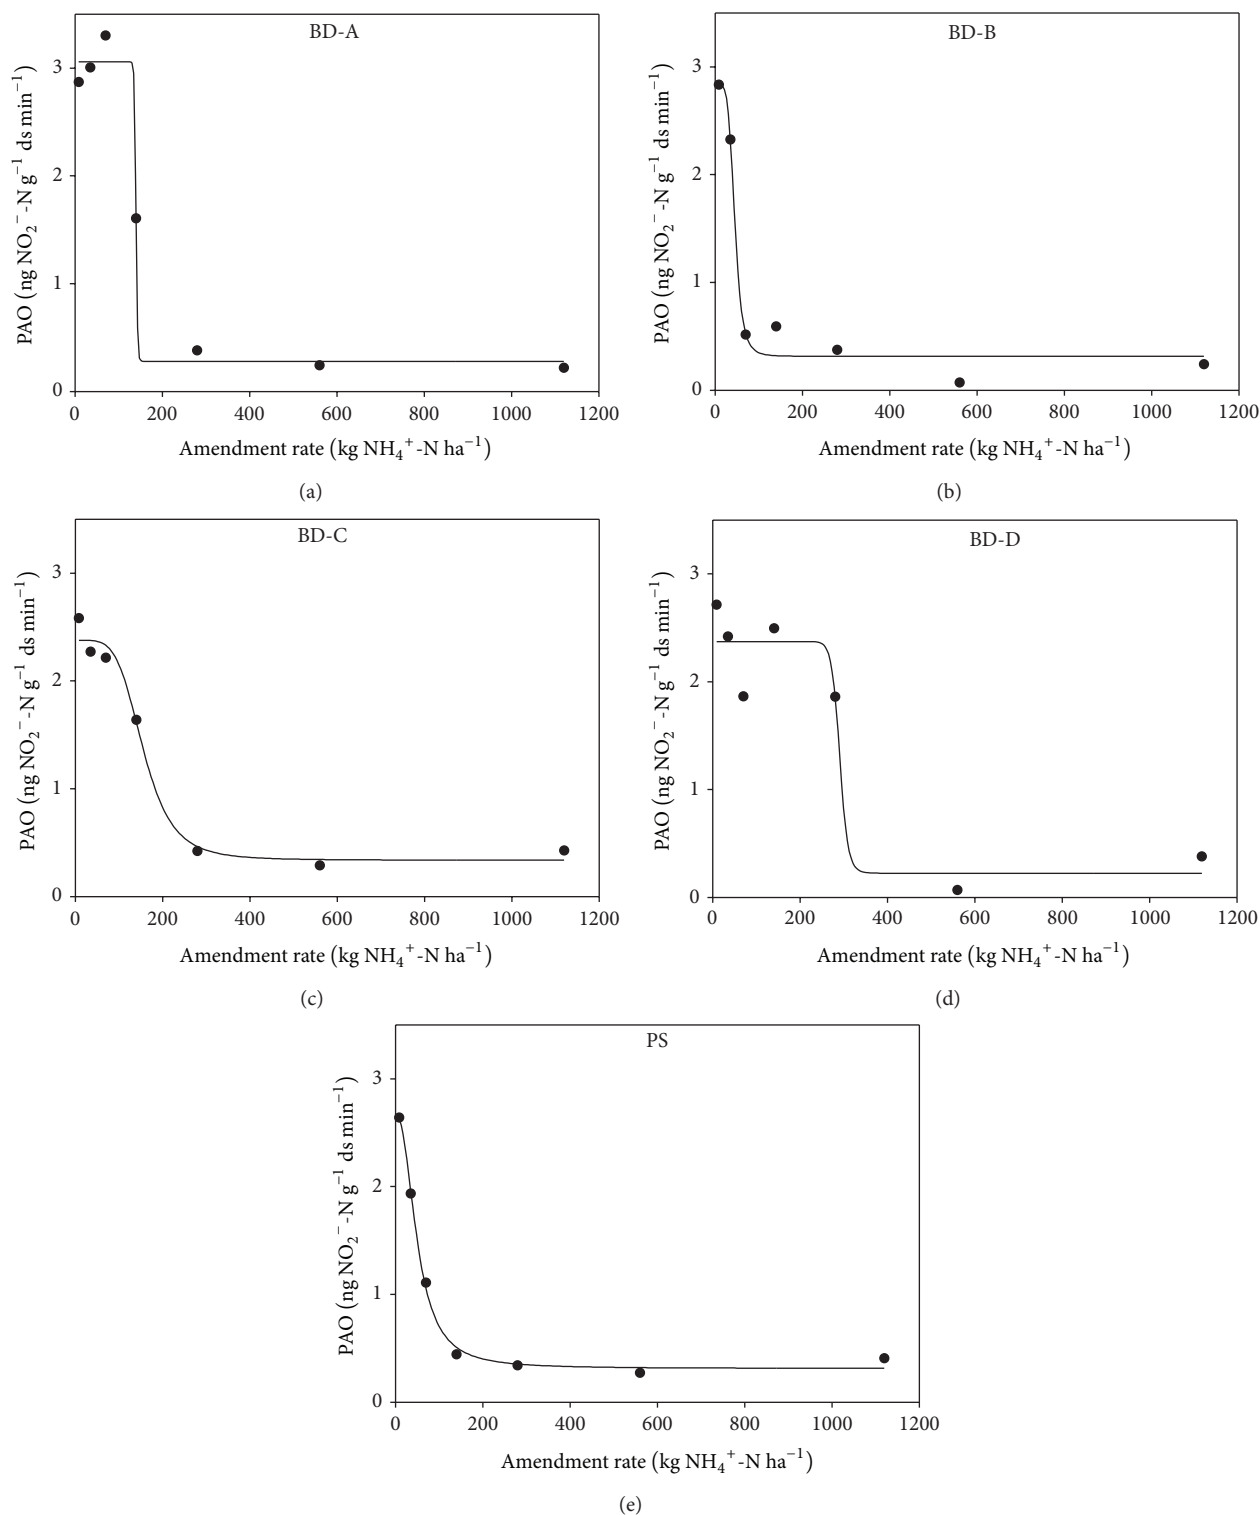 BD-A
3
2
1
0
PAO (ng NO₂⁻-N g⁻¹ ds min⁻¹)
0 200 400 600 800 1000 1200
Amendment rate (kg NH₄⁺-N ha⁻¹)
(a)
BD-B
3
2
1
0
PAO (ng NO₂⁻-N g⁻¹ ds min⁻¹)
0 200 400 600 800 1000 1200
Amendment rate (kg NH₄⁺-N ha⁻¹)
(b)
BD-C
3
2
1
0
PAO (ng NO₂⁻-N g⁻¹ ds min⁻¹)
0 200 400 600 800 1000 1200
Amendment rate (kg NH₄⁺-N ha⁻¹)
(c)
BD-D
3
2
1
0
PAO (ng NO₂⁻-N g⁻¹ ds min⁻¹)
0 200 400 600 800 1000 1200
Amendment rate (kg NH₄⁺-N ha⁻¹)
(d)
PS
3
2
1
0
PAO (ng NO₂⁻-N g⁻¹ ds min⁻¹)
0 200 400 600 800 1000 1200
Amendment rate (kg NH₄⁺-N ha⁻¹)
(e)